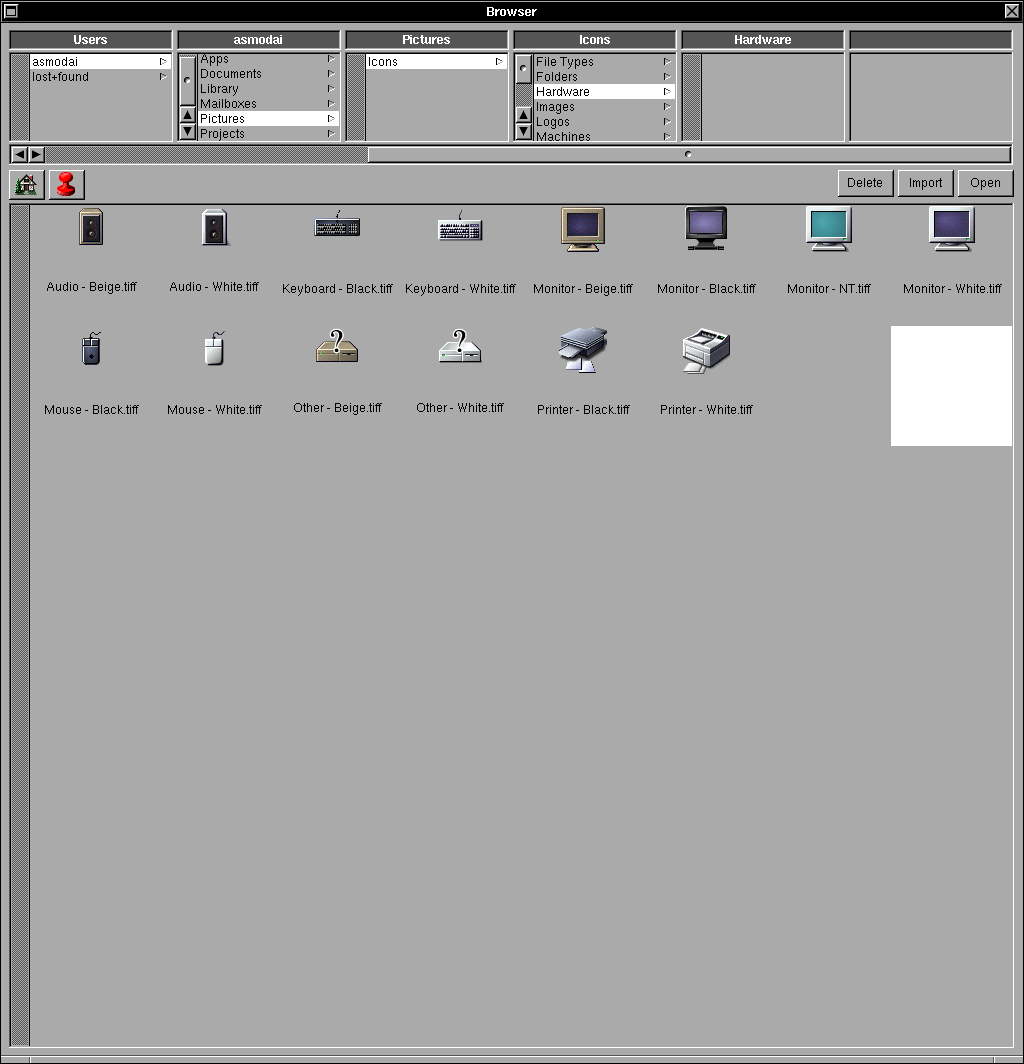 Browser
Users
asmodai
Pictures
Icons
Hardware
asmodai
lost+found
Apps
Documents
Library
Mailboxes
Pictures
Projects
Icons
File Types
Folders
Hardware
Images
Logos
Machines
Delete
Import
Open
Audio - Beige.tiff
Audio - White.tiff
Keyboard - Black.tiff
Keyboard - White.tiff
Monitor - Beige.tiff
Monitor - Black.tiff
Monitor - NT.tiff
Monitor - White.tiff
?
?
Mouse - Black.tiff
Mouse - White.tiff
Other - Beige.tiff
Other - White.tiff
Printer - Black.tiff
Printer - White.tiff